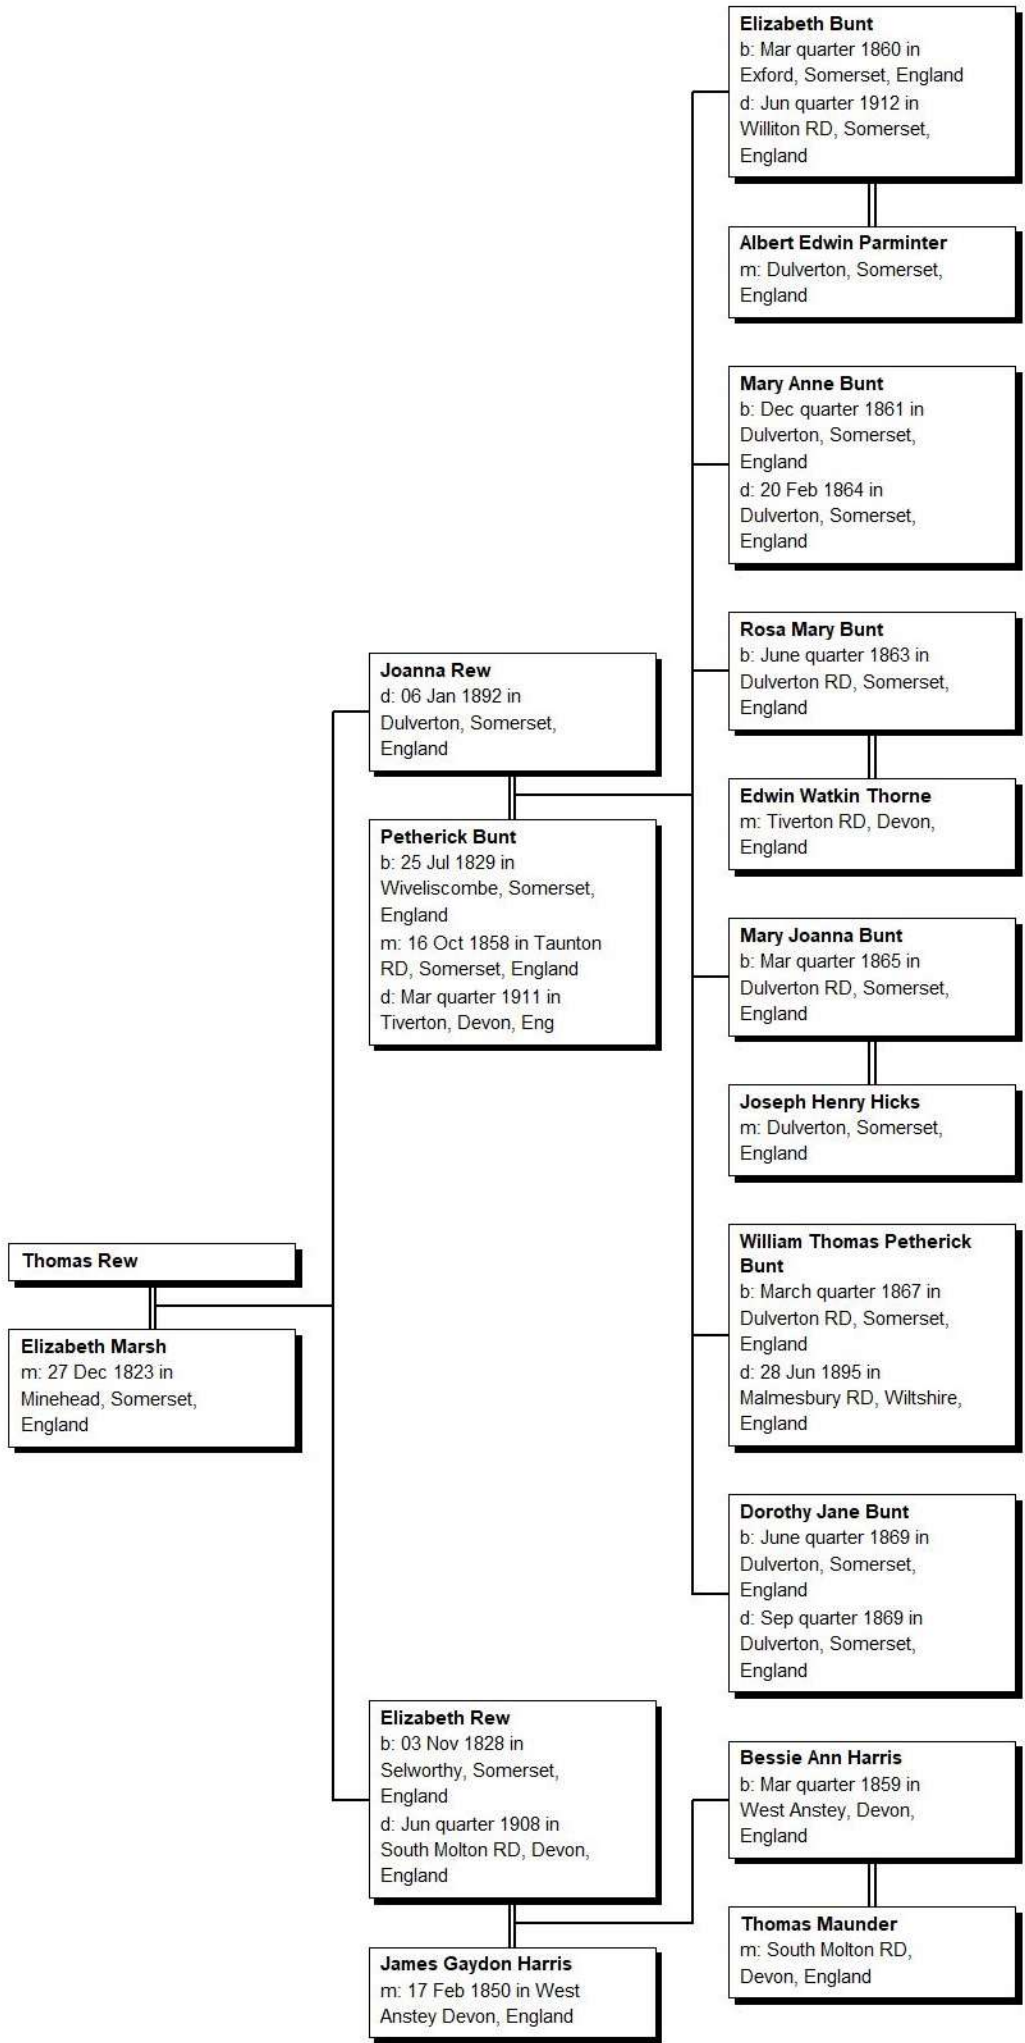 Elizabeth Bunt
b: Mar quarter 1860 in
Exford, Somerset, England
d: Jun quarter 1912 in
Williton RD, Somerset,
England
Albert Edwin Parminter
m: Dulverton, Somerset,
England
Mary Anne Bunt
b: Dec quarter 1861 in
Dulverton, Somerset,
England
d: 20 Feb 1864 in
Dulverton, Somerset,
England
Rosa Mary Bunt
b: June quarter 1863 in
Dulverton RD, Somerset,
England
Joanna Rew
d: 06 Jan 1892 in
Dulverton, Somerset,
England
Edwin Watkin Thorne
m: Tiverton RD, Devon,
England
Petherick Bunt
b: 25 Jul 1829 in
Wiveliscombe, Somerset,
England
m: 16 Oct 1858 in Taunton
RD, Somerset, England
d: Mar quarter 1911 in
Tiverton, Devon, Eng
Mary Joanna Bunt
b: Mar quarter 1865 in
Dulverton RD, Somerset,
England
Joseph Henry Hicks
m: Dulverton, Somerset,
England
Thomas Rew
Elizabeth Marsh
m: 27 Dec 1823 in
Minehead, Somerset,
England
William Thomas Petherick
Bunt
b: March quarter 1867 in
Dulverton RD, Somerset,
England
d: 28 Jun 1895 in
Malmesbury RD, Wiltshire,
England
Dorothy Jane Bunt
b: June quarter 1869 in
Dulverton, Somerset,
England
d: Sep quarter 1869 in
Dulverton, Somerset,
England
Elizabeth Rew
b: 03 Nov 1828 in
Selworthy, Somerset,
England
d: Jun quarter 1908 in
South Molton RD, Devon,
England
Bessie Ann Harris
b: Mar quarter 1859 in
West Anstey, Devon,
England
James Gaydon Harris
m: 17 Feb 1850 in West
Anstey Devon, England
Thomas Maunder
m: South Molton RD,
Devon, England